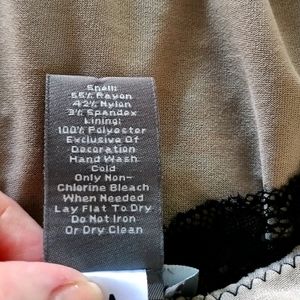 Shell:
55% Rayon
42% Nylon
3% Spandex
Lining:
100% Polyester
Exclusive Of
Decoration
Hand Wash
Cold
Only Non-
Chlorine Bleach
When Needed
Lay Flat To Dry
Do Not Iron
Or Dry Clean